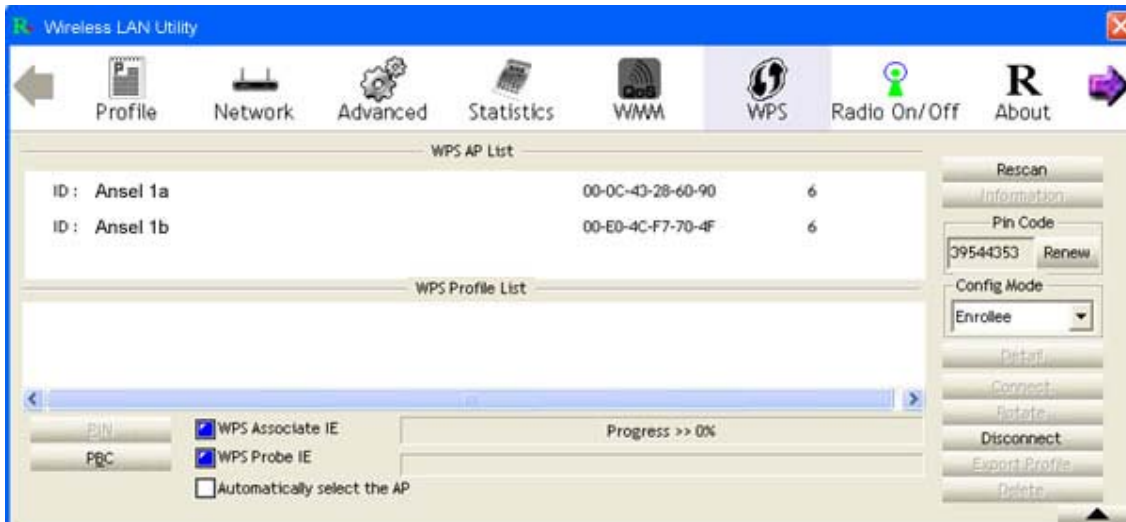 Wireless LAN Utility
Profile Network Advanced Statistics QoS WMM WPS Radio On/Off R About
WPS AP List
ID : Ansel 1a 00-0C-43-28-60-90 6
ID : Ansel 1b 00-E0-4C-F7-70-4F 6
WPS Profile List
Rescan
Information
Pin Code
39544353 Renew
Config Mode
Enrollee
Detail
Connect
Rotate
Disconnect
Export Profile
Delete
PIN
PBC
WPS Associate IE
WPS Probe IE
Automatically select the AP
Progress >> 0%